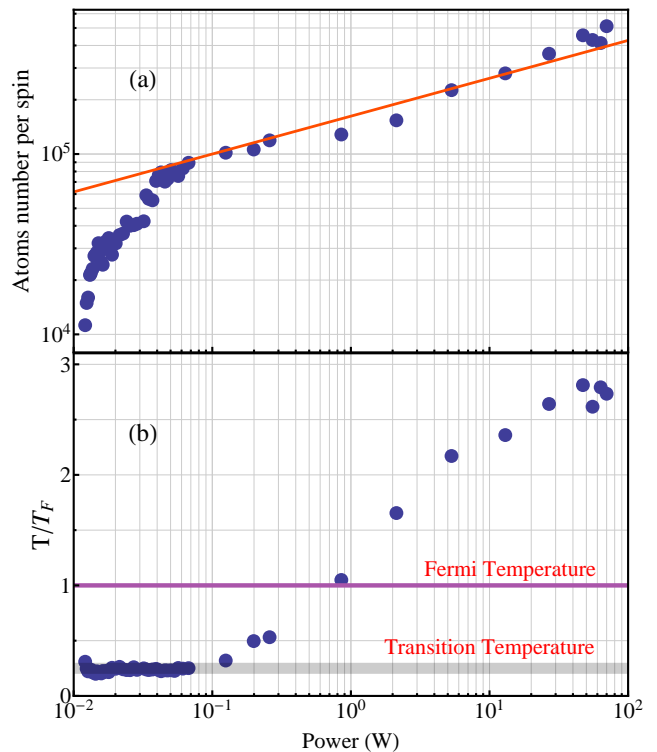 (a)
Atoms number per spin
10^5
10^4
3
(b)
2
T/T_F
Fermi Temperature
1
Transition Temperature
0
10^−2 10^−1 10^0 10^1 10^2
Power (W)